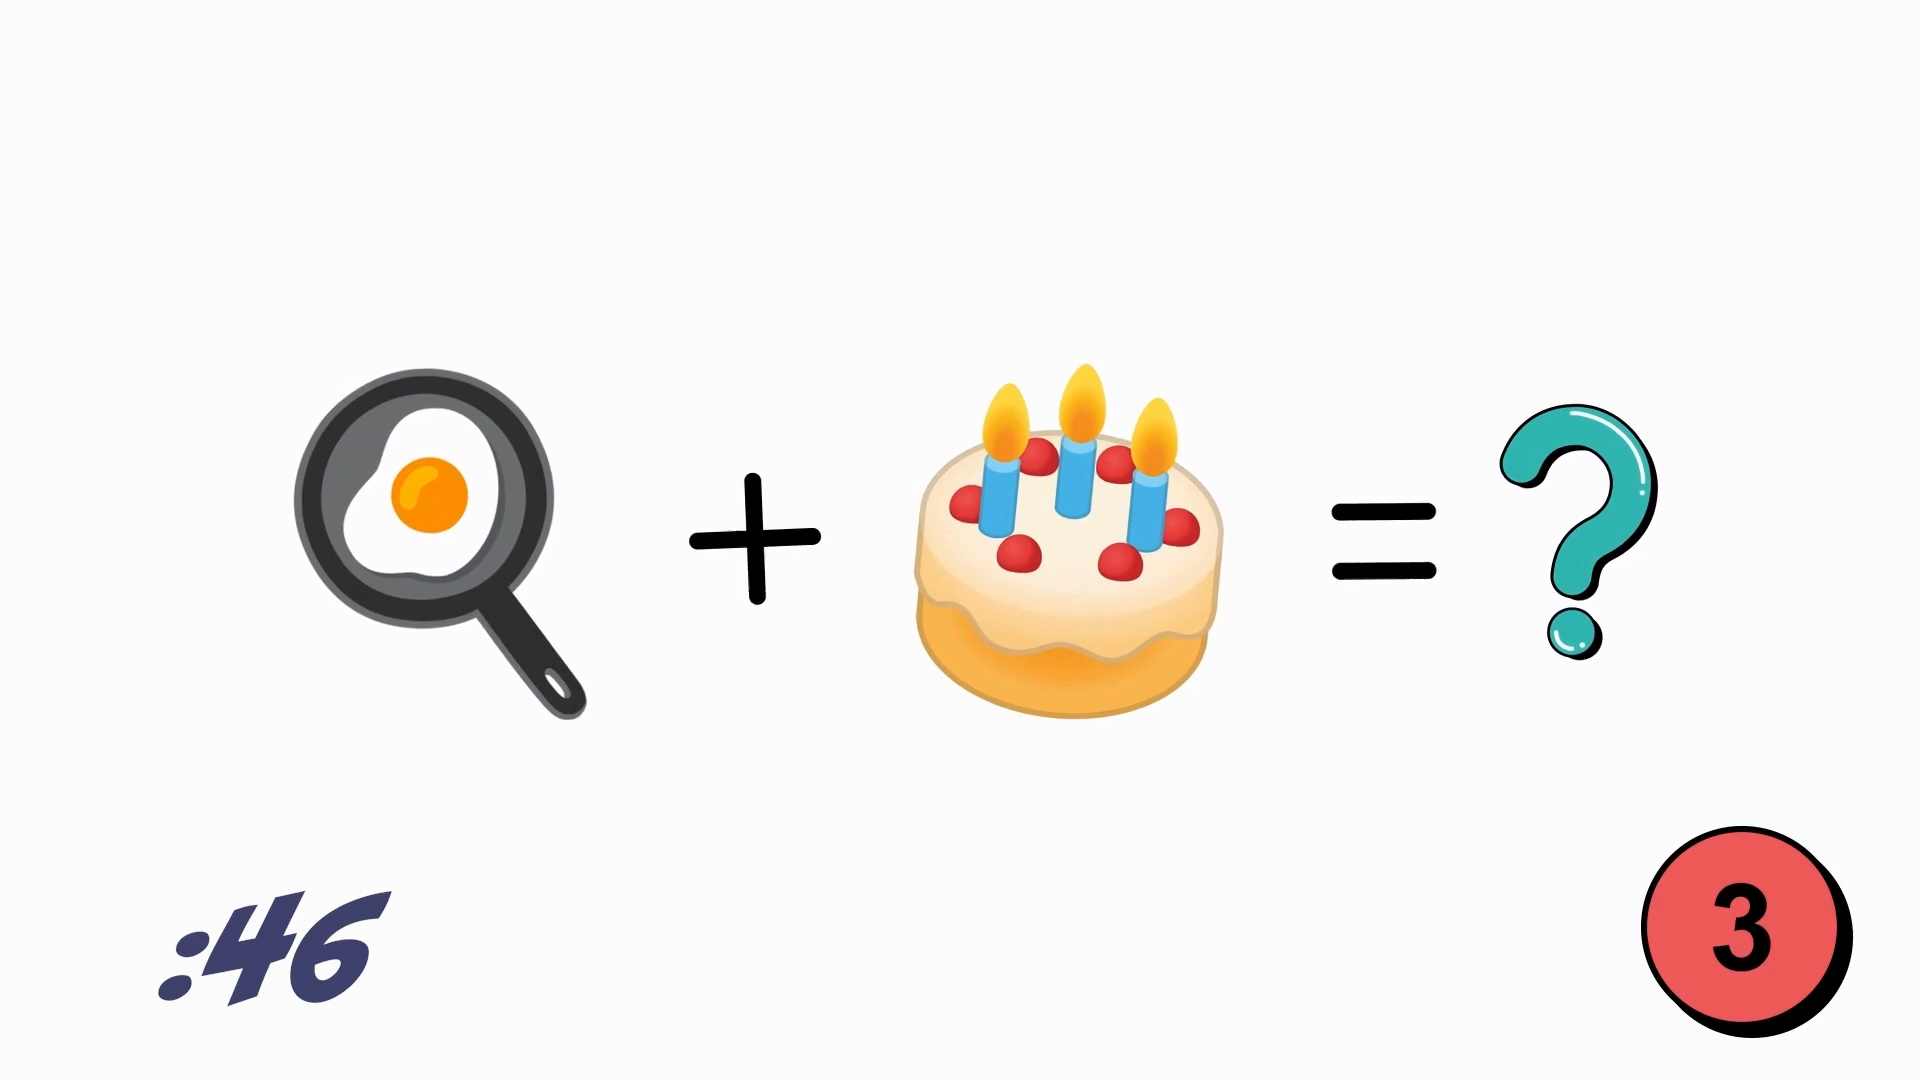 + = ?
:46
3